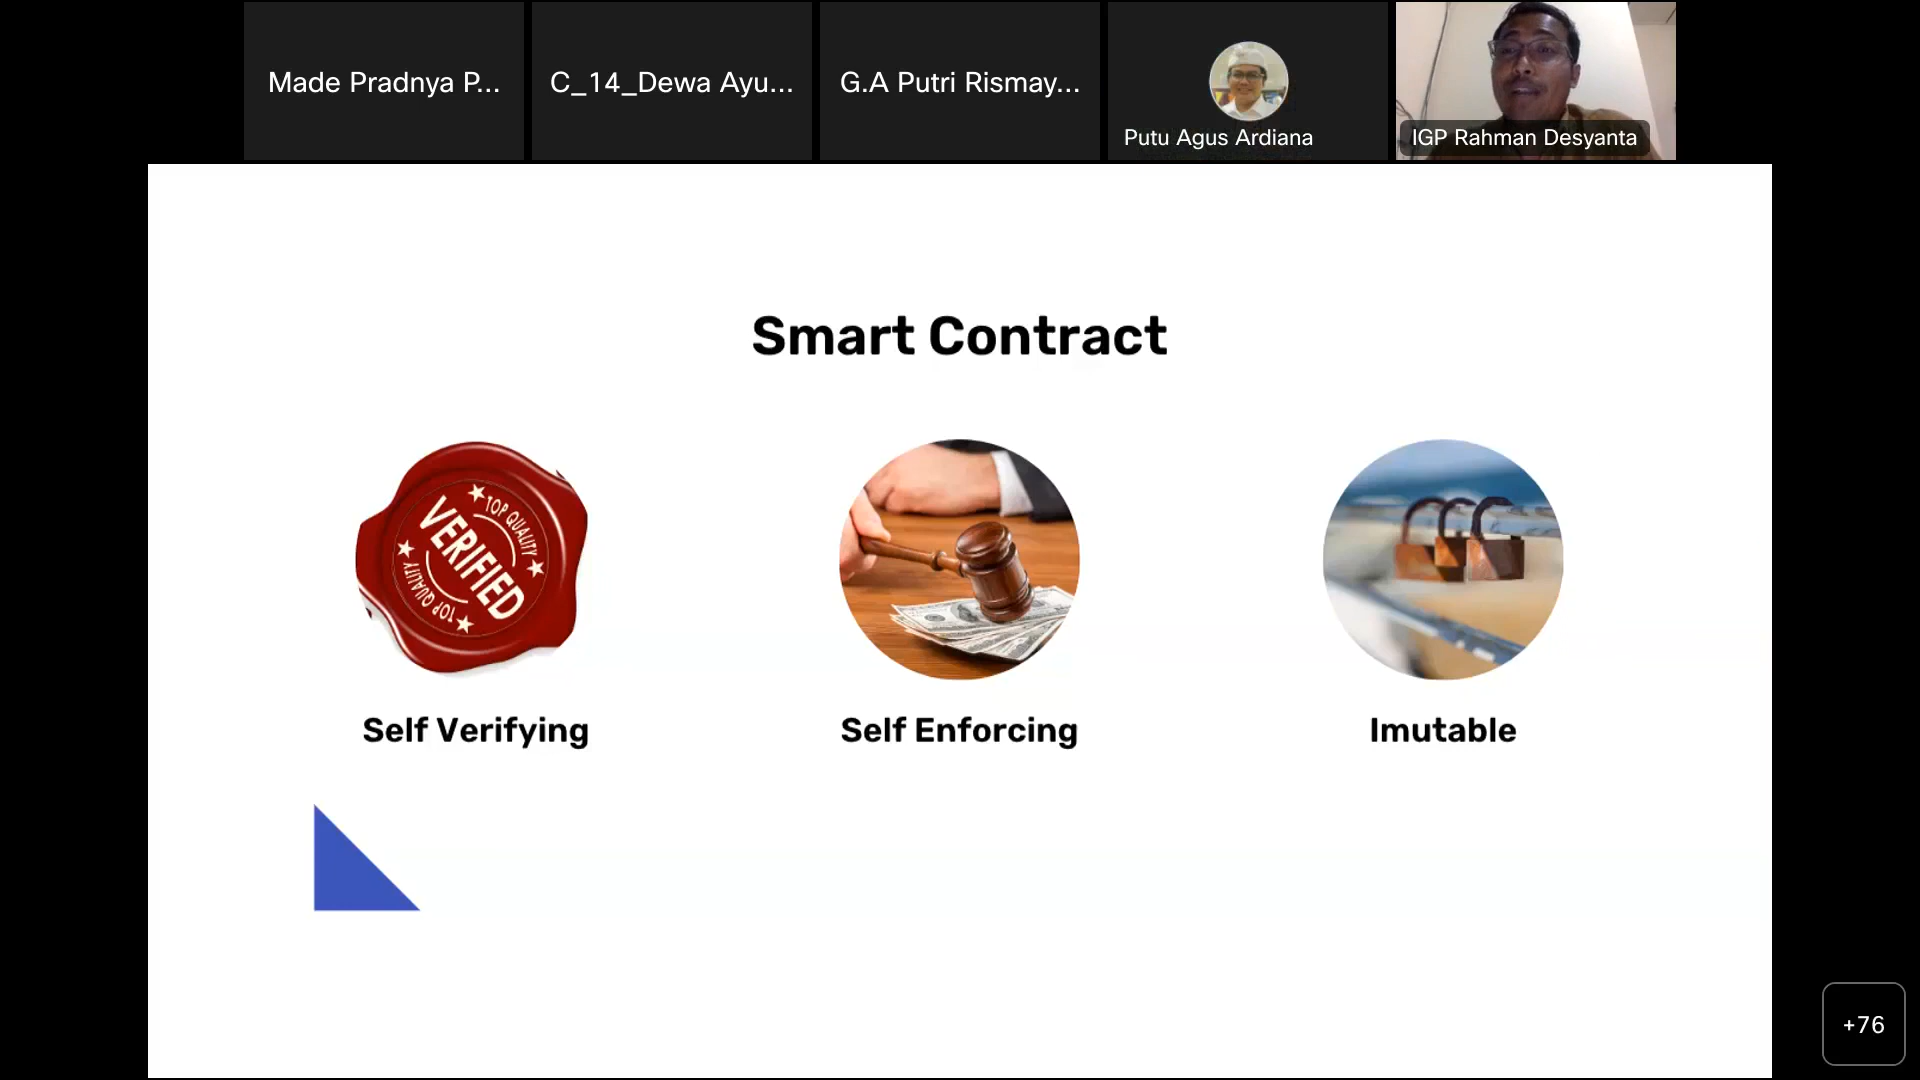 Made Pradnya P...
C_14_Dewa Ayu...
G.A Putri Rismay...
Putu Agus Ardiana
IGP Rahman Desyanta
Smart Contract
TOP QUALITY
VERIFIED
TOP QUALITY
Self Verifying
Self Enforcing
Imutable
+76